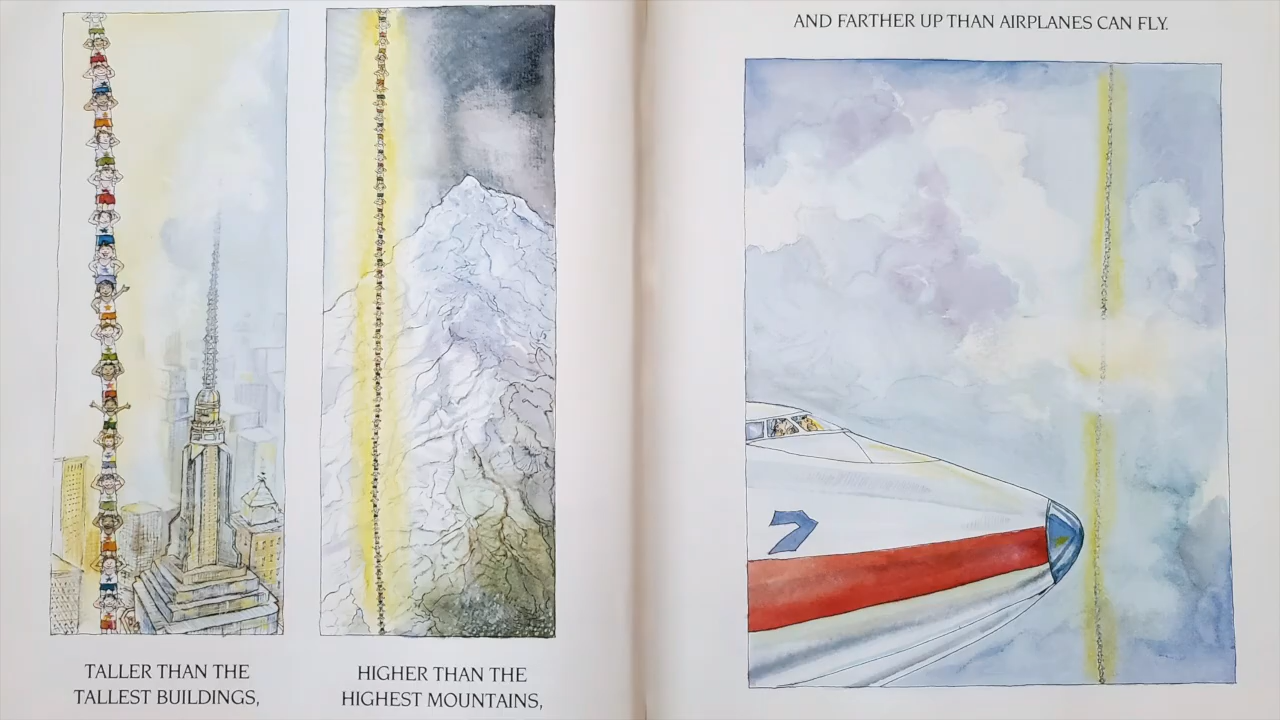 TALLER THAN THE
TALLEST BUILDINGS,
HIGHER THAN THE
HIGHEST MOUNTAINS,
AND FARTHER UP THAN AIRPLANES CAN FLY.